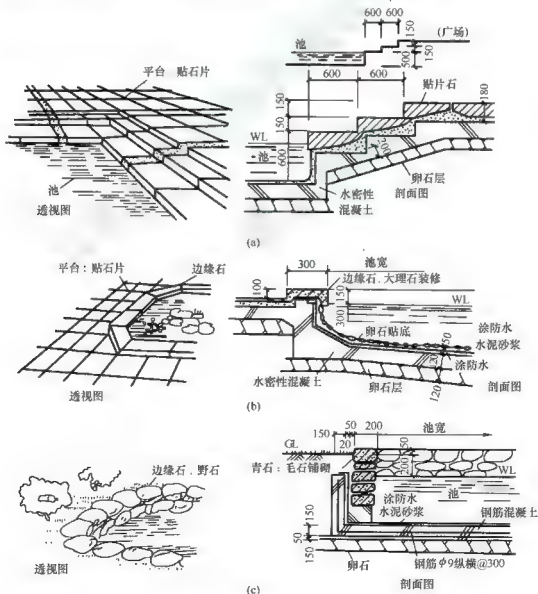 600 600
150
池
(广场)
500
150
平台 贴石片
600 600
贴片石
180
150
150
WL
池
600
200
卵石层
水密性
混凝土
剖面图
池
透视图
(a)
平台:贴石片
边缘石
300
池宽
边缘石.大理石装修
100
150
WL
300
卵石贴底
涂防水
水泥砂浆
50
120
涂防水
水密性混凝土
卵石层
120
剖面图
透视图
(b)
边缘石.野石
GL
150
50
200
池宽
20
50
200
WL
青石:毛石铺砌
池
涂防水
水泥砂浆
钢筋混凝土
150
50
150
卵石
钢筋φ9纵横@300
透视图
剖面图
(c)